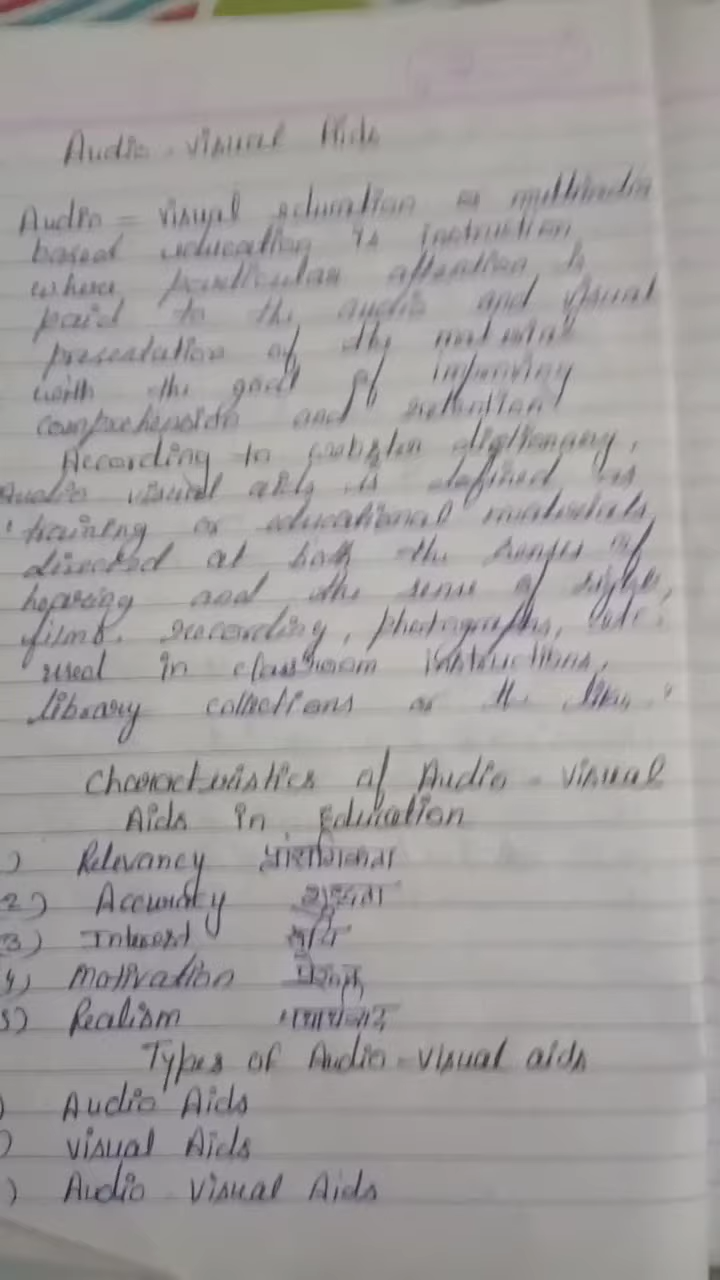 Audio - visual Aids
Audio - visual education or multimedia
based education is instruction
where particular attention is
paid to the audio and visual
presentation of the material
with the goal of improving
comprehension and retention
According to webster dictionary,
Audio visual aids is defined as
' training or educational materials
directed at both the senses of
hearing and the sense of sight,
films, recording, photographs, etc.
used in classroom instructions,
library collections or the like.'
Characteristics of Audio - visual
Aids in Education
1) Relevancy प्रासंगिकता
2) Accuracy शुद्धता
3) Interest रूचि
4) Motivation
5) Realism यथार्थवाद
Types of Audio - visual aids
) Audio Aids
) visual Aids
) Audio visual Aids